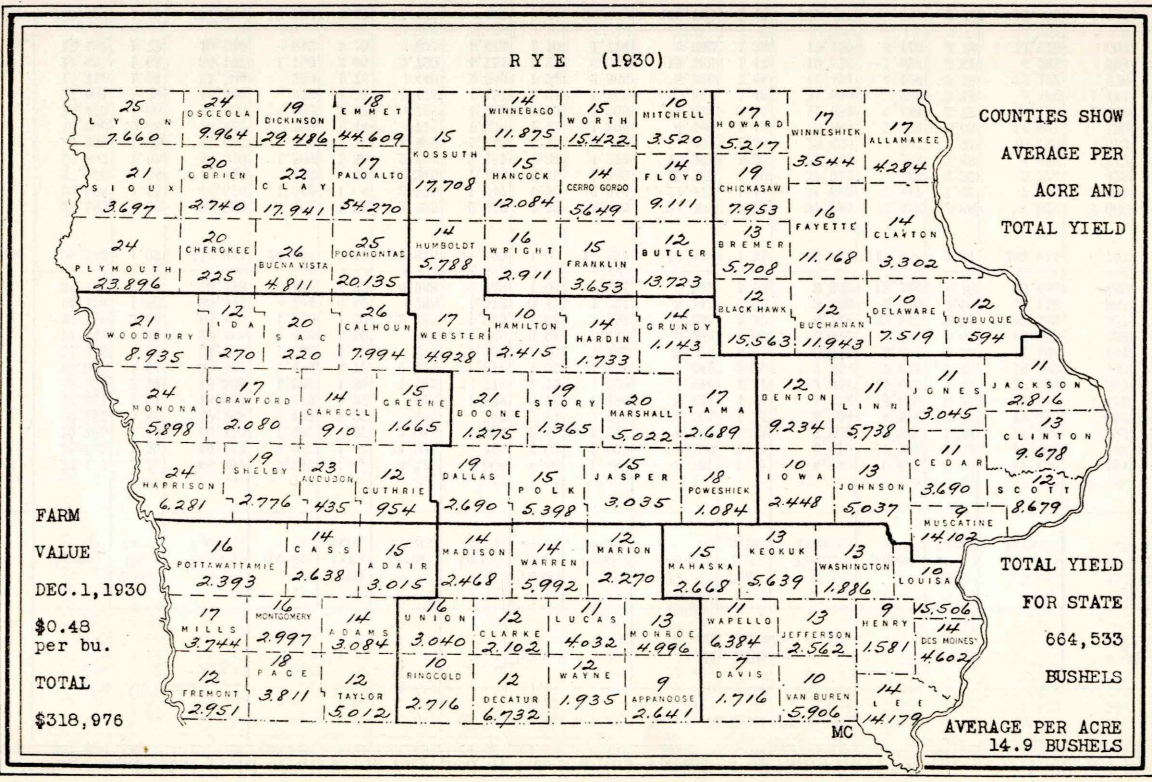 RYE (1930)
COUNTIES SHOW
AVERAGE PER
ACRE AND
TOTAL YIELD
25
LYON
7.660
24
OSCEOLA
9.964
19
DICKINSON
29.486
18
EMMET
44.609
15
KOSSUTH
17,708
14
WINNEBAGO
11.875
15
WORTH
15.422
10
MITCHELL
3.520
17
HOWARD
5.217
17
WINNESHIEK
3.544
17
ALLAMAKEE
4.284
21
SIOUX
3.697
20
O'BRIEN
2.740
22
CLAY
17.941
17
PALO ALTO
54.270
15
HANCOCK
12.084
14
CERRO GORDO
5649
14
FLOYD
9.111
19
CHICKASAW
7.953
16
FAYETTE
11.168
14
CLAYTON
3.302
24
PLYMOUTH
23.896
20
CHEROKEE
225
26
BUENA VISTA
4.811
25
POCAHONTAS
20.135
14
HUMBOLDT
5.788
16
WRIGHT
2.911
15
FRANKLIN
3.653
12
BUTLER
13.723
13
BREMER
5.708
21
WOODBURY
8.935
12
IDA
270
20
SAC
220
26
CALHOUN
7.994
17
WEBSTER
4.928
10
HAMILTON
2.415
14
HARDIN
1.733
14
GRUNDY
1.143
12
BLACK HAWK
15.563
12
BUCHANAN
11.943
10
DELAWARE
7.519
12
DUBUQUE
594
24
MONONA
5.898
17
CRAWFORD
2.080
14
CARROLL
910
15
GREENE
1.665
21
BOONE
1.275
19
STORY
1.365
20
MARSHALL
5.022
17
TAMA
2.689
12
BENTON
9.234
11
LINN
5.738
11
JONES
3.045
11
JACKSON
2.816
13
CLINTON
9.678
24
HARRISON
6.281
19
SHELBY
2.776
23
AUDUBON
435
12
GUTHRIE
954
19
DALLAS
2.690
15
POLK
5.398
15
JASPER
3.035
18
POWESHIEK
1.084
10
IOWA
2.448
13
JOHNSON
5.037
11
CEDAR
3.690
12
SCOTT
8.679
9
MUSCATINE
14.102
16
POTTAWATTAMIE
2.393
14
CASS
2.638
15
ADAIR
3.015
14
MADISON
2.468
14
WARREN
5.992
12
MARION
2.270
15
MAHASKA
2.668
13
KEOKUK
5.639
13
WASHINGTON
1.886
10
LOUISA
15,506
17
MILLS
3.744
16
MONTGOMERY
2.997
14
ADAMS
3.084
16
UNION
3.040
12
CLARKE
2.102
11
LUCAS
4.032
13
MONROE
4.996
11
WAPELLO
6.384
13
JEFFERSON
2.562
9
HENRY
1.581
14
DES MOINES
4.602
12
FREMONT
2.951
18
PAGE
3.811
12
TAYLOR
5.012
10
RINGGOLD
2.716
12
DECATUR
6.732
12
WAYNE
1.935
9
APPANOOSE
2.641
7
DAVIS
1.716
10
VAN BUREN
5.906
14
LEE
14.179
FARM
VALUE
DEC.1,1930
$0.48
per bu.
TOTAL
$318,976
TOTAL YIELD
FOR STATE
664,533
BUSHELS
MC
AVERAGE PER ACRE
14.9 BUSHELS